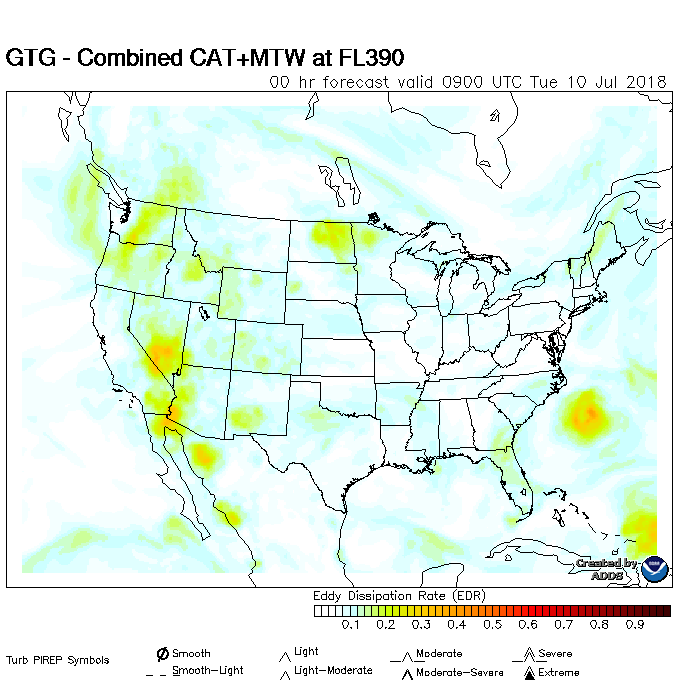 GTG - Combined CAT+MTW at FL390
00 hr forecast valid 0900 UTC Tue 10 Jul 2018
Created by
ADDS
NOAA
Eddy Dissipation Rate (EDR)
0.1 0.2 0.3 0.4 0.5 0.6 0.7 0.8 0.9
Turb PIREP Symbols
Smooth
Light
Moderate
Severe
Smooth-Light
Light-Moderate
Moderate-Severe
Extreme